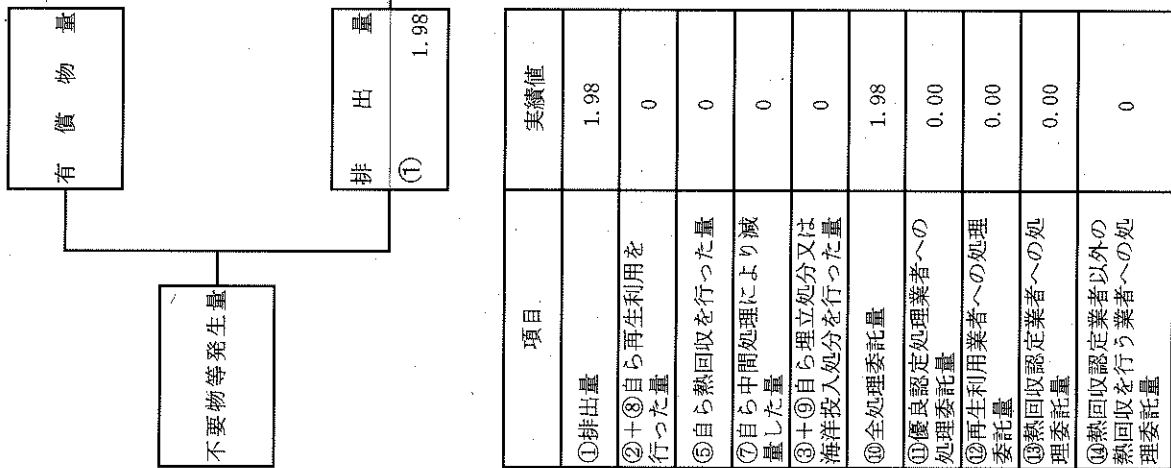 不要物等発生量
有償物量
排出量
① 1.98
項目 実績値
①排出量 1.98
②+⑧自ら再生利用を
行った量 0
⑤自ら熱回収を行った量 0
⑦自ら中間処理により減
量した量 0
③+⑨自ら埋立処分又は
海洋投入処分を行った量 0
⑩全処理委託量 1.98
⑪優良認定処理業者への
処理委託量 0.00
⑫再生利用業者への処理
委託量 0.00
⑬熱回収認定業者への処
理委託量 0.00
⑭熱回収認定業者以外の
熱回収を行う業者への処
理委託量 0